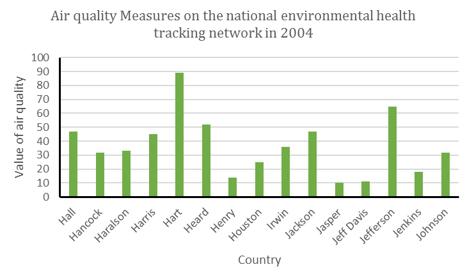 Air quality Measures on the national environmental health
tracking network in 2004
Value of air quality
100
90
80
70
60
50
40
30
20
10
0
Hall
Hancock
Haralson
Harris
Hart
Heard
Henry
Houston
Irwin
Jackson
Jasper
Jeff Davis
Jefferson
Jenkins
Johnson
Country